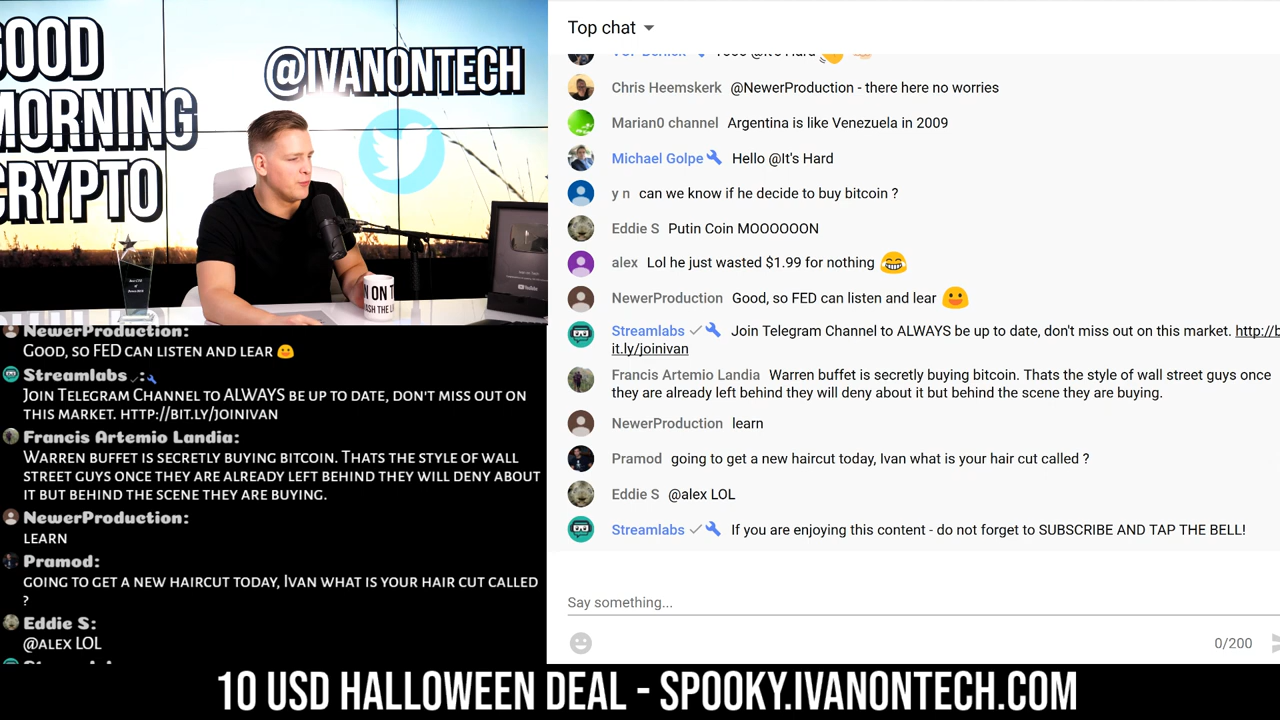 GOOD
MORNING
CRYPTO
@IVANONTECH
N ON T
ASH THE LI
YouTube
NewerProduction:
Good, so FED can listen and lear
Streamlabs :
Join Telegram Channel to ALWAYS be up to date, don't miss out on
this market. http://bit.ly/joinivan
Francis Artemio Landia:
Warren buffet is secretly buying bitcoin. Thats the style of wall
street guys once they are already left behind they will deny about
it but behind the scene they are buying.
NewerProduction:
learn
Pramod:
going to get a new haircut today, Ivan what is your hair cut called
?
Eddie S:
@alex LOL
Top chat
Chris Heemskerk @NewerProduction - there here no worries
Marian0 channel Argentina is like Venezuela in 2009
Michael Golpe Hello @It's Hard
y n can we know if he decide to buy bitcoin ?
Eddie S Putin Coin MOOOOOON
alex Lol he just wasted $1.99 for nothing 😂
NewerProduction Good, so FED can listen and lear 😃
Streamlabs Join Telegram Channel to ALWAYS be up to date, don't miss out on this market. http://b
it.ly/joinivan
Francis Artemio Landia Warren buffet is secretly buying bitcoin. Thats the style of wall street guys once
they are already left behind they will deny about it but behind the scene they are buying.
NewerProduction learn
Pramod going to get a new haircut today, Ivan what is your hair cut called ?
Eddie S @alex LOL
Streamlabs If you are enjoying this content - do not forget to SUBSCRIBE AND TAP THE BELL!
Say something...
0/200
10 USD HALLOWEEN DEAL - SPOOKY.IVANONTECH.COM